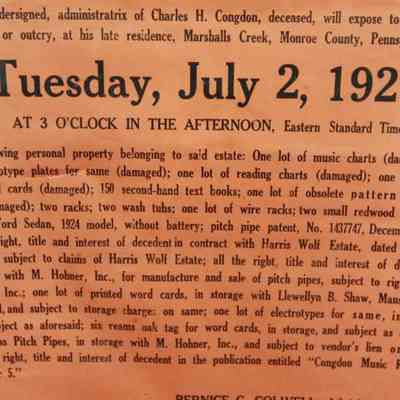 dersigned, administratrix of Charles H. Congdon, deceased, will expose to
or outcry, at his late residence, Marshalls Creek, Monroe County, Penns
Tuesday, July 2, 192
AT 3 O'CLOCK IN THE AFTERNOON, Eastern Standard Time
wing personal property belonging to said estate: One lot of music charts (da
otype plates for same (damaged); one lot of reading charts (damaged); one
l cards (damaged); 150 second-hand text books; one lot of obsolete pattern
maged); two racks; two wash tubs; one lot of wire racks; two small redwood
ord Sedan, 1924 model, without battery; pitch pipe patent, No. 1437747, Decem
right, title and interest of decedent in contract with Harris Wolf Estate, dated
subject to claims of Harris Wolf Estate; all the right, title and interest of d
with M. Hohner, Inc., for manufacture and sale of pitch pipes, subject to rig
Inc.; one lot of printed word cards, in storage with Llewellyn B. Shaw, Mans
l, and subject to storage charge: on same; one lot of electrotypes for same, i
ject as aforesaid; six reams oak tag for word cards, in storage, and subject as
os Pitch Pipes, in storage with M. Hohner, Inc., and subject to vendor's lien o
right, title and interest of decedent in the publication entitled "Congdon Music R
5."